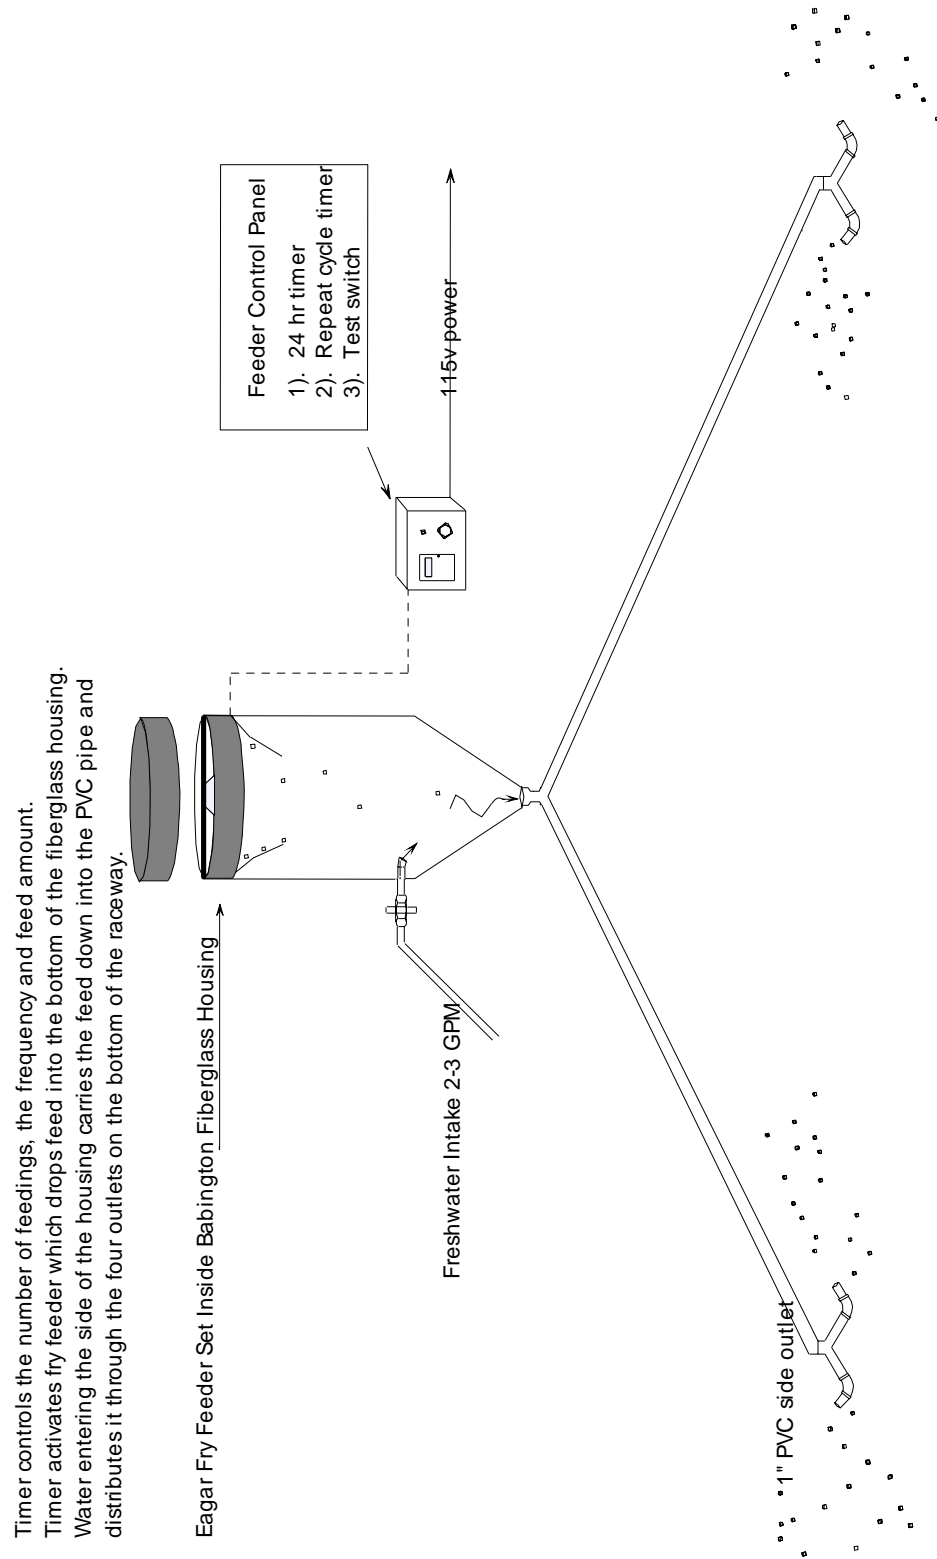 Timer controls the number of feedings, the frequency and feed amount.
Timer activates fry feeder which drops feed into the bottom of the fiberglass housing.
Water entering the side of the housing carries the feed down into the PVC pipe and
distributes it through the four outlets on the bottom of the raceway.
Eagar Fry Feeder Set Inside Babington Fiberglass Housing
Feeder Control Panel
1). 24 hr timer
2). Repeat cycle timer
3). Test switch
115v power
Freshwater Intake 2-3 GPM
1" PVC side outlet